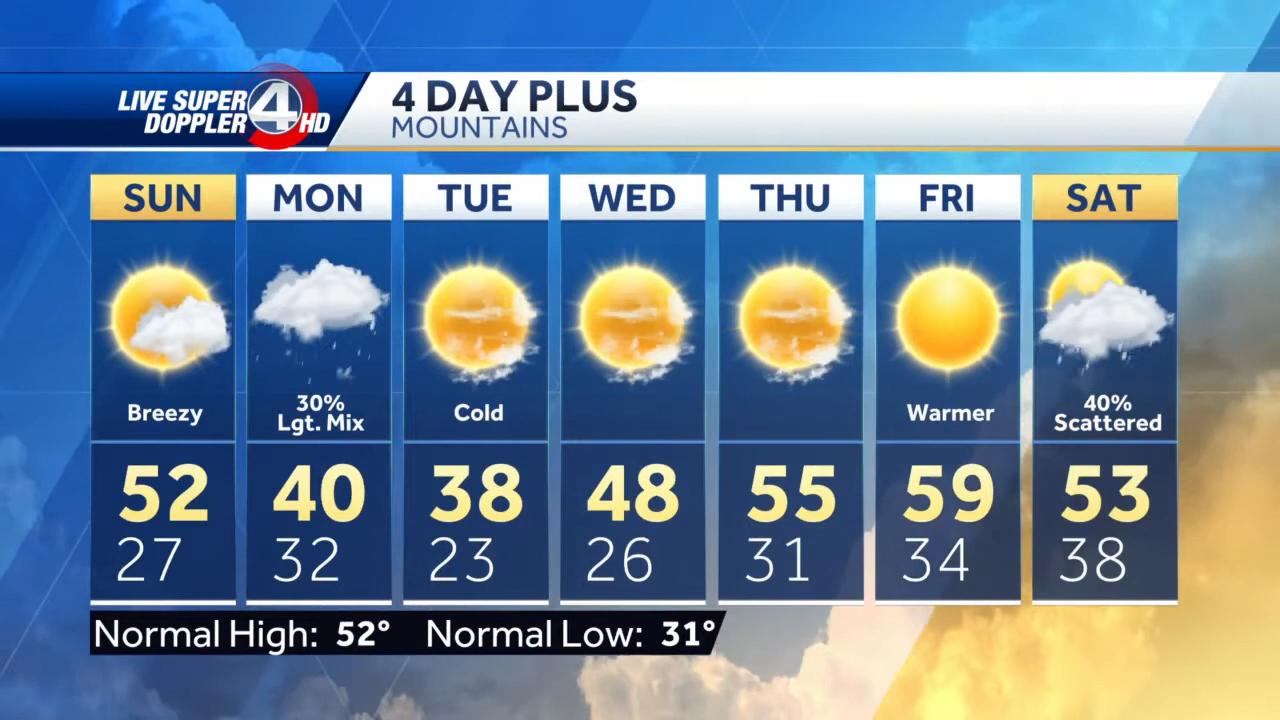 LIVE SUPER
DOPPLER 4 HD
4 DAY PLUS
MOUNTAINS
SUN MON TUE WED THU FRI SAT
Breezy
30%
Lgt. Mix
Cold
Warmer
40%
Scattered
52 40 38 48 55 59 53
27 32 23 26 31 34 38
Normal High: 52° Normal Low: 31°